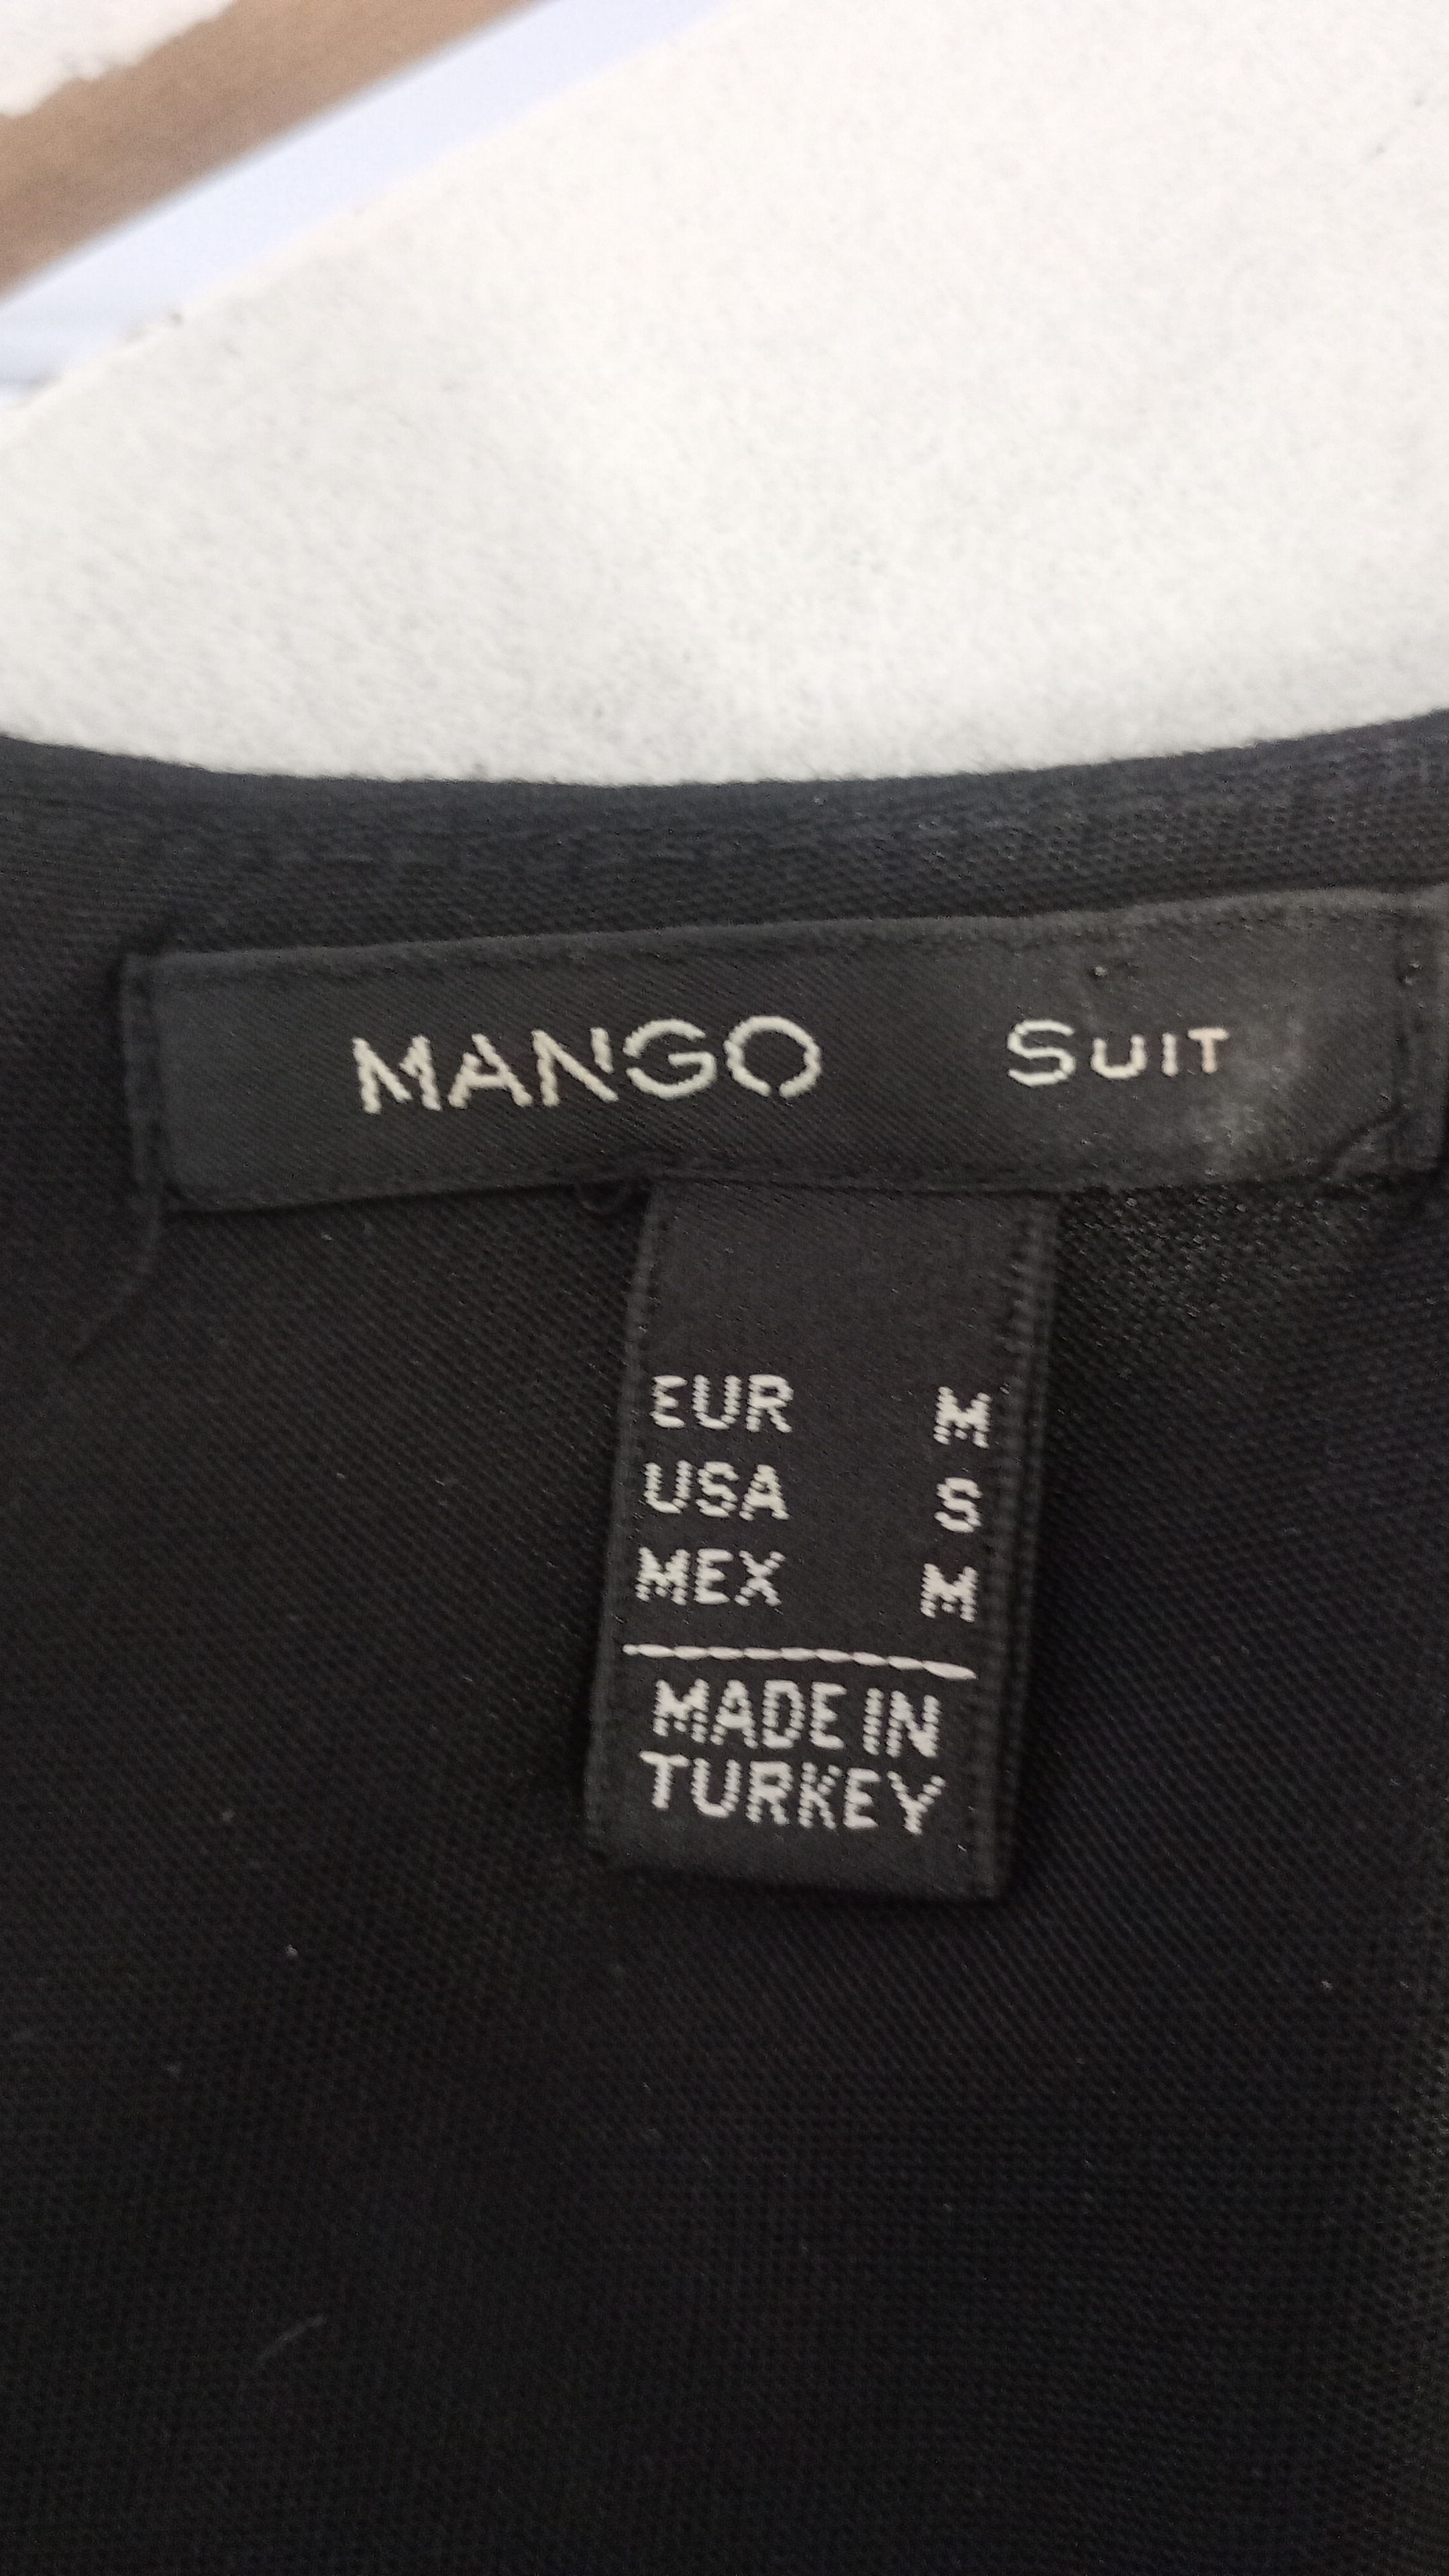 MANGO SUIT
EUR M
USA S
MEX M
MADE IN
TURKEY